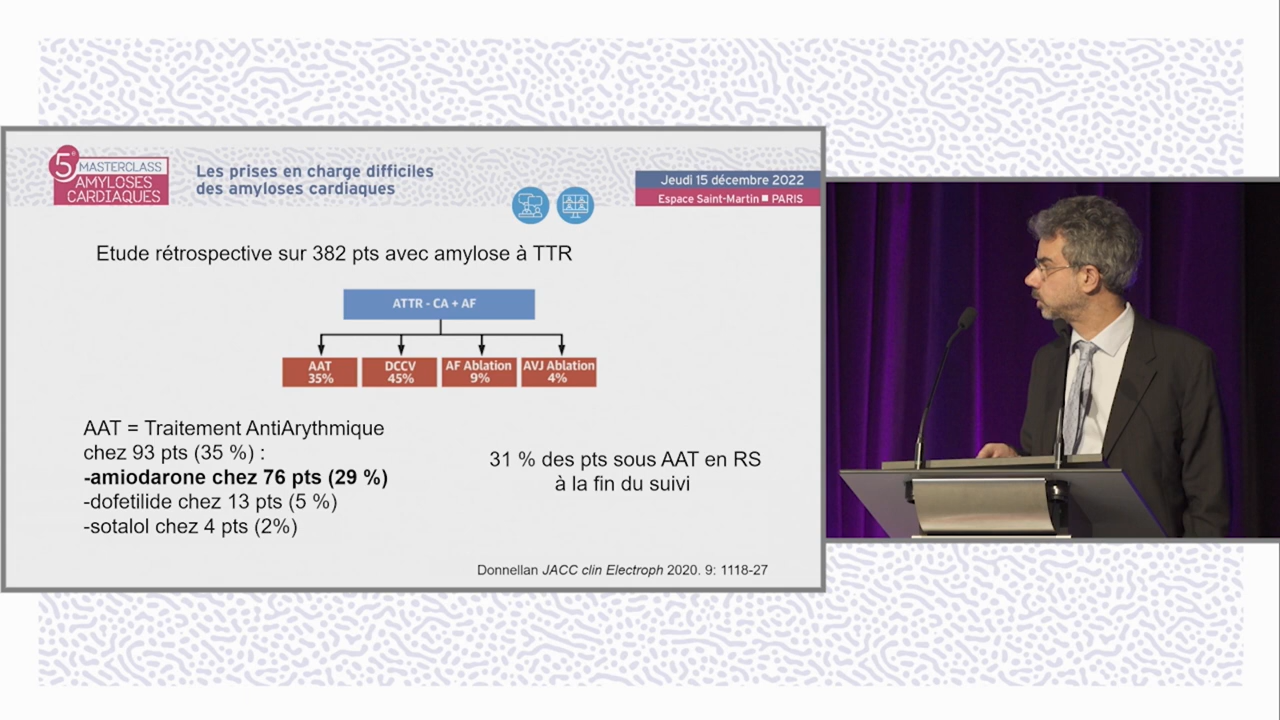 5e
MASTERCLASS
AMYLOSES
CARDIAQUES
Les prises en charge difficiles
des amyloses cardiaques
Jeudi 15 décembre 2022
Espace Saint-Martin ■ PARIS
Etude rétrospective sur 382 pts avec amylose à TTR
ATTR - CA + AF
AAT
35%
DCCV
45%
AF Ablation
9%
AVJ Ablation
4%
AAT = Traitement AntiArythmique
chez 93 pts (35 %) :
-amiodarone chez 76 pts (29 %)
-dofetilide chez 13 pts (5 %)
-sotalol chez 4 pts (2%)
31 % des pts sous AAT en RS
à la fin du suivi
Donnellan JACC clin Electroph 2020. 9: 1118-27